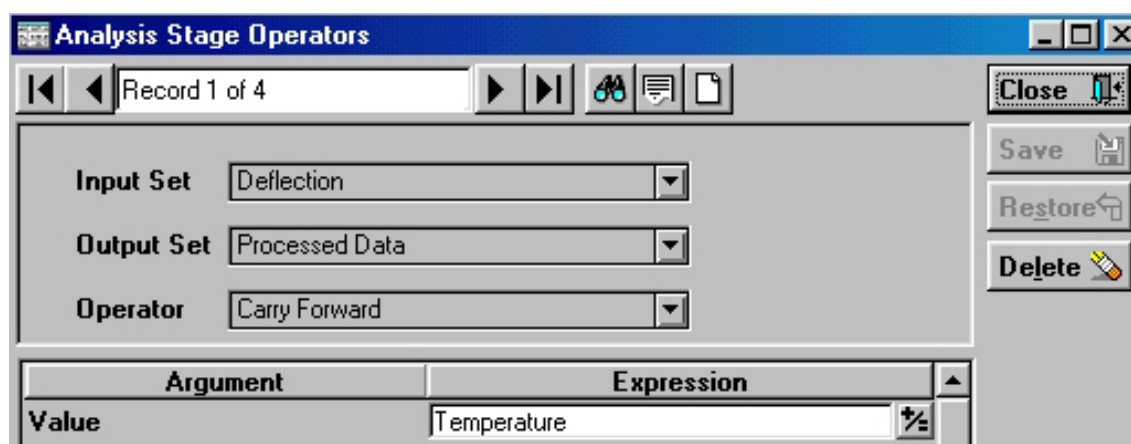 Analysis Stage Operators
Record 1 of 4
Close
Save
Input Set Deflection
Restore
Output Set Processed Data
Delete
Operator Carry Forward
Argument Expression
Value Temperature